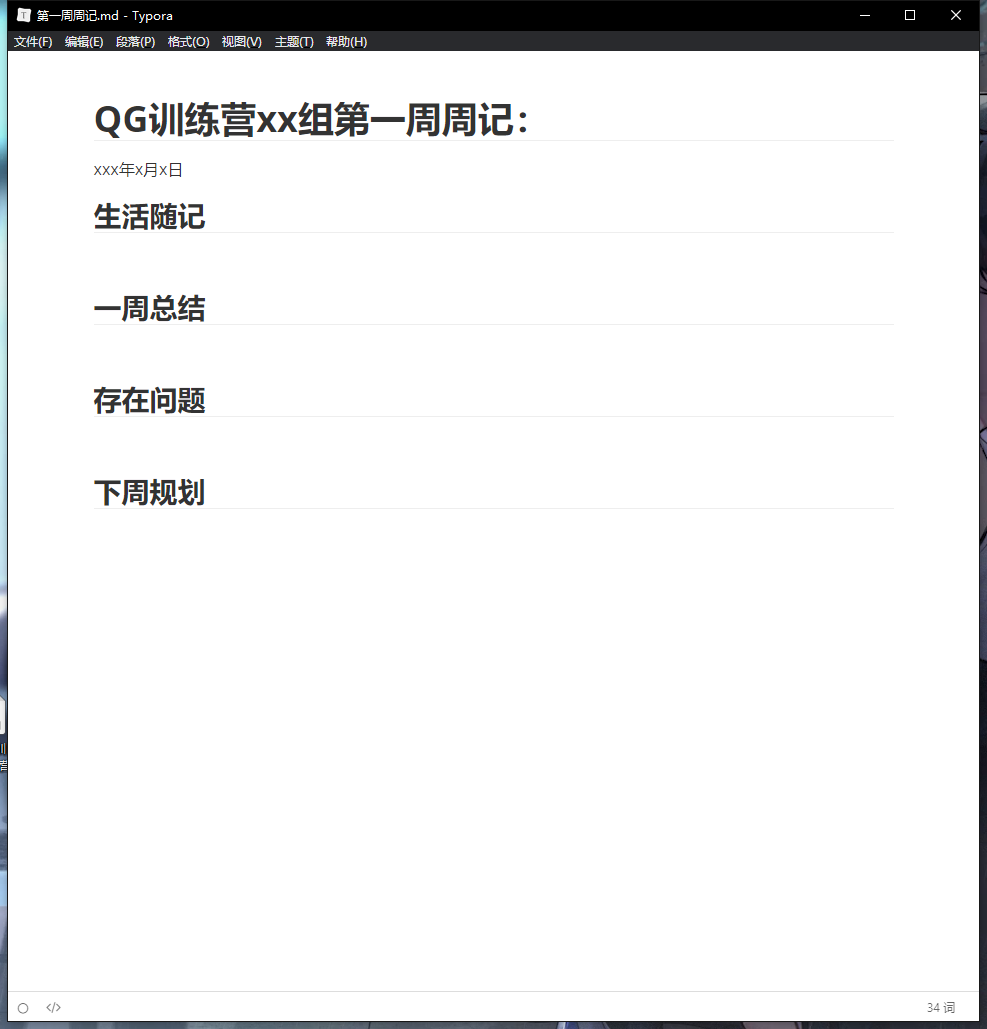 第一周周记.md - Typora
文件(F) 编辑(E) 段落(P) 格式(O) 视图(V) 主题(T) 帮助(H)
QG训练营xx组第一周周记：
xxx年x月x日
生活随记
一周总结
存在问题
下周规划
</> 34 词